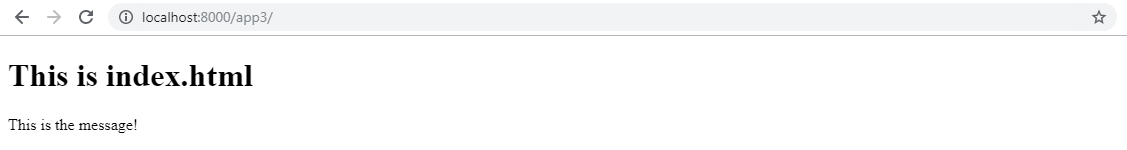 localhost:8000/app3/
This is index.html
This is the message!